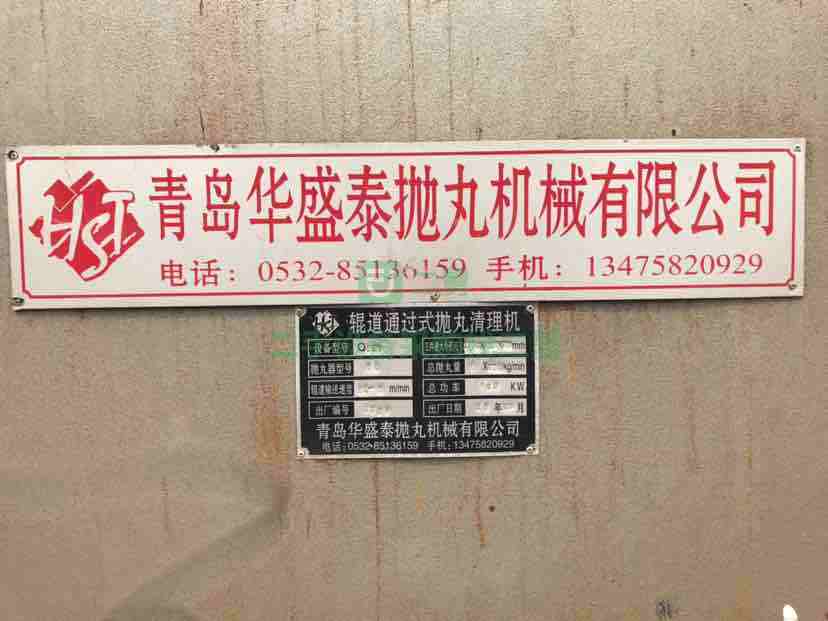 HST 青岛华盛泰抛丸机械有限公司
电话：0532-85136159 手机：13475820929
辊道通过式抛丸清理机
设备型号 Q
抛丸器型号 总抛丸量 kg/min
辊道输送速度 m/min 总功率 KW
出厂编号 出厂日期 年 月
青岛华盛泰抛丸机械有限公司
电话：0532-85136159 手机：13475820929